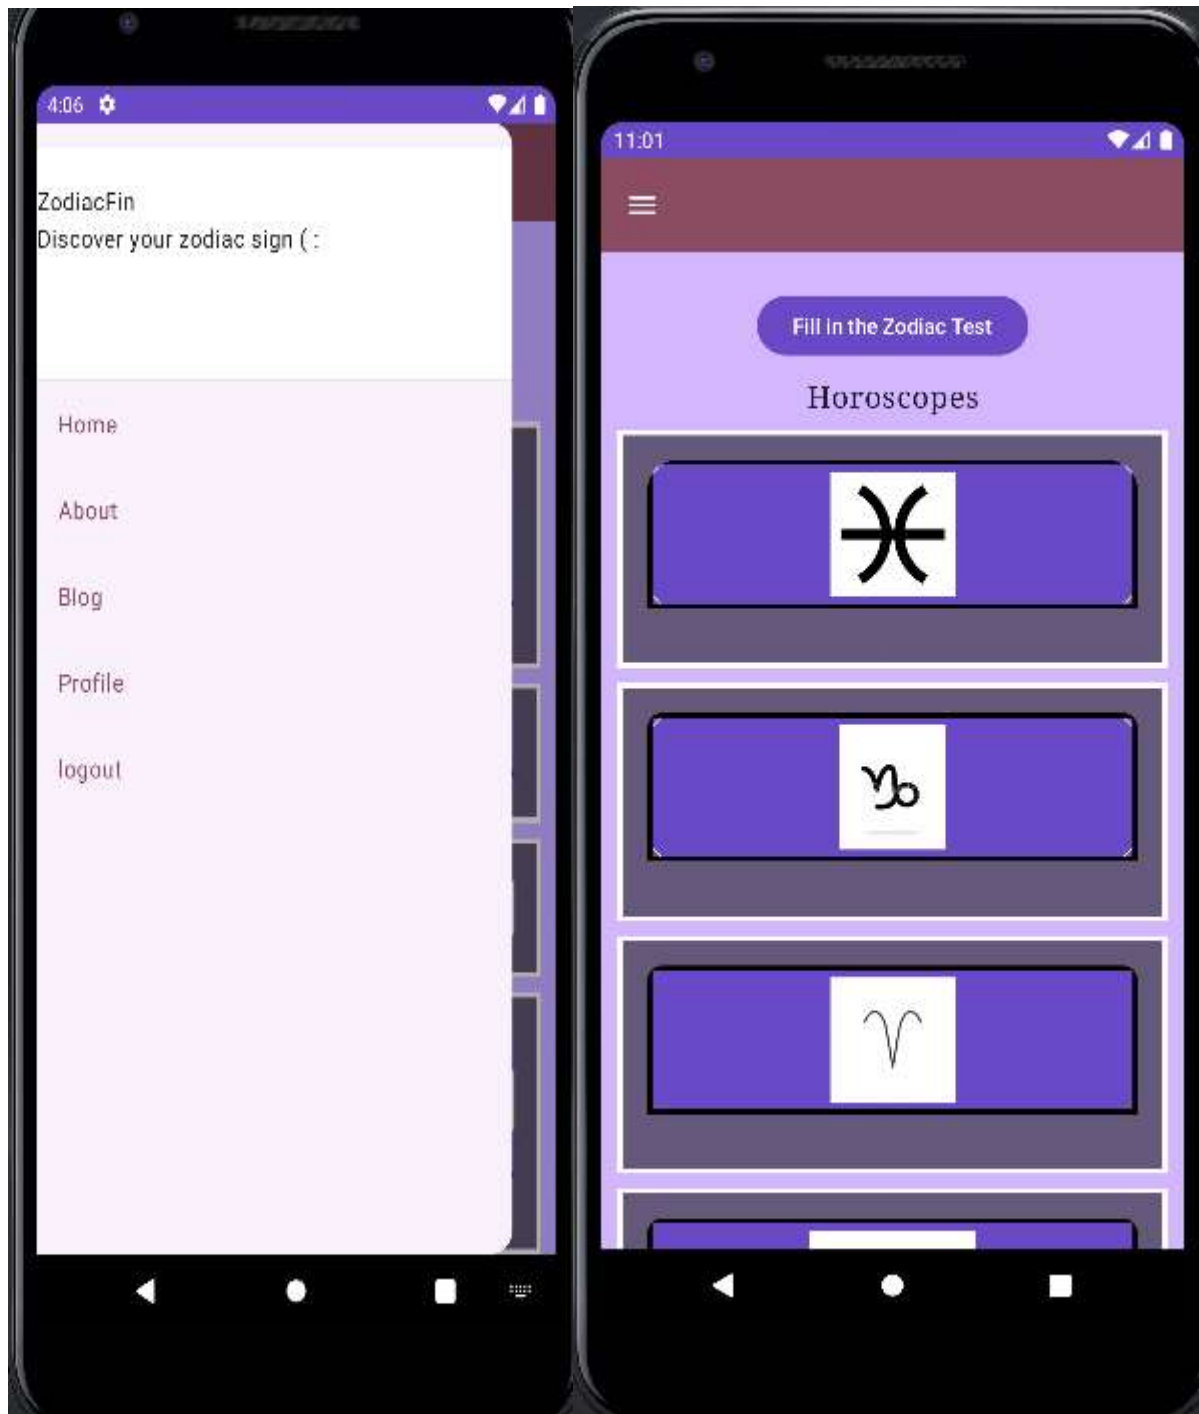 4:06
ZodiacFin
Discover your zodiac sign ( :
Home
About
Blog
Profile
logout
11:01
Fill in the Zodiac Test
Horoscopes